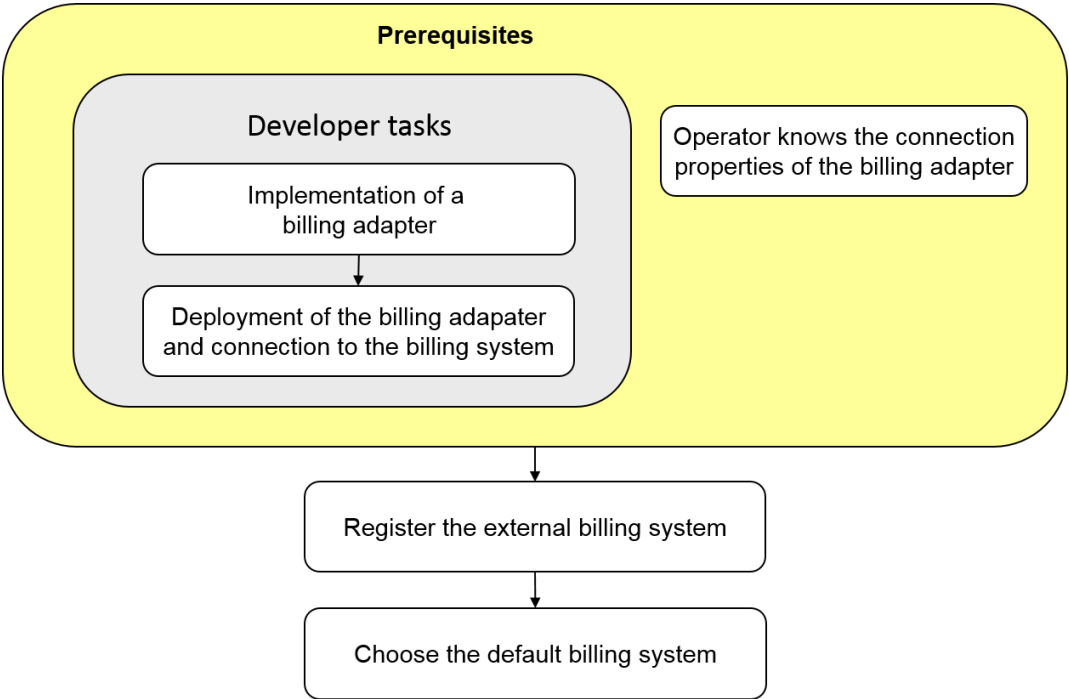 Prerequisites
Developer tasks
Implementation of a
billing adapter
Deployment of the billing adapater
and connection to the billing system
Operator knows the connection
properties of the billing adapter
Register the external billing system
Choose the default billing system